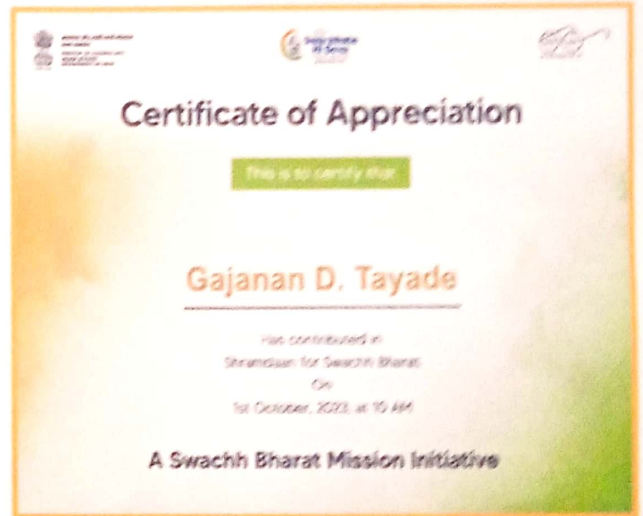 Certificate of Appreciation
This is to certify that
Gajanan D. Tayade
Has contributed in
Shramdaan for Swachh Bharat
On
1st October, 2023, at 10 AM
A Swachh Bharat Mission Initiative